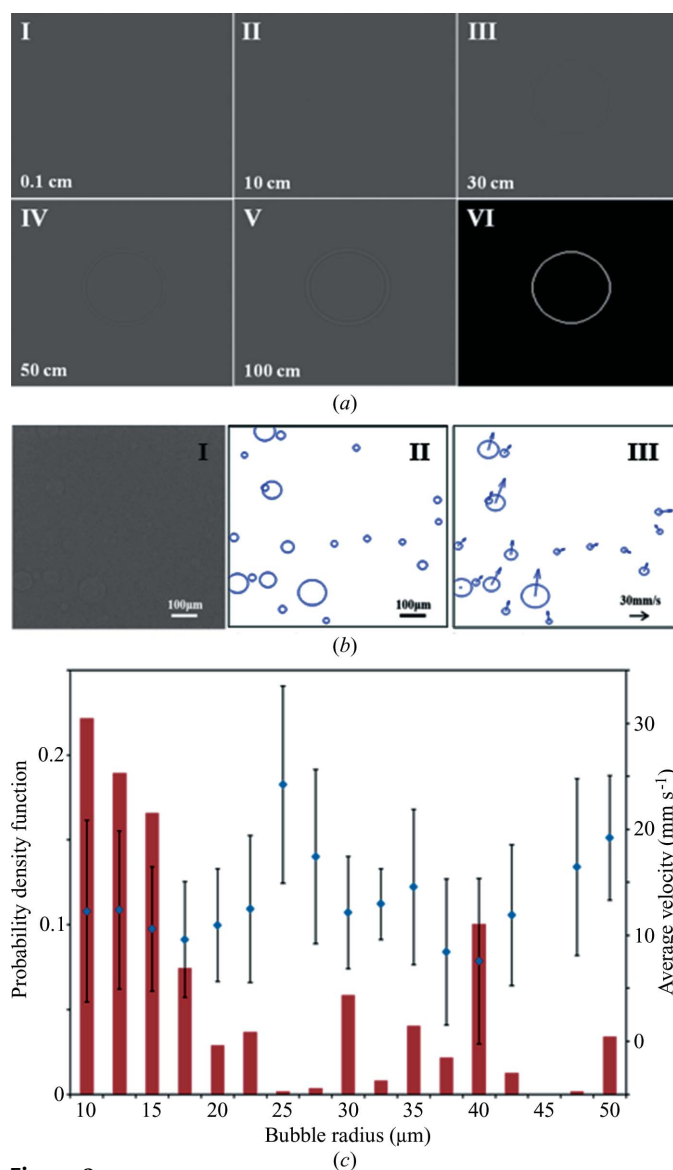 I II III
0.1 cm 10 cm 30 cm
IV V VI
50 cm 100 cm
(a)
I II III
100μm 100μm 30mm/s
(b)
Probability density function
0.2
0.1
0
Average velocity (mm s-1)
30
20
10
0
10 15 20 25 30 35 40 45 50
Bubble radius (μm)
(c)